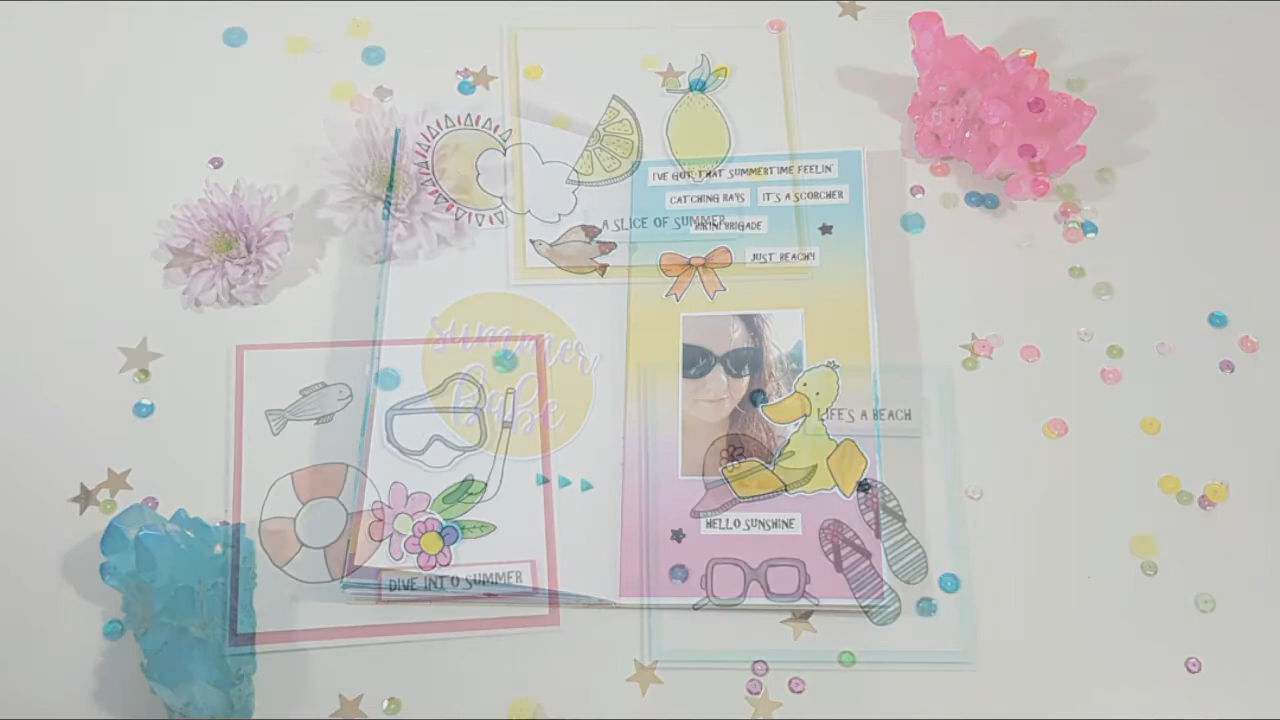 I'VE GOT THAT SUMMERTIME FEELIN'
CATCHING RAYS
IT'S A SCORCHER
A SLICE OF SUMMER
BIKINI BRIGADE
JUST BEACHY
summer
Babe
LIFE'S A BEACH
HELLO SUNSHINE
DIVE INTO SUMMER